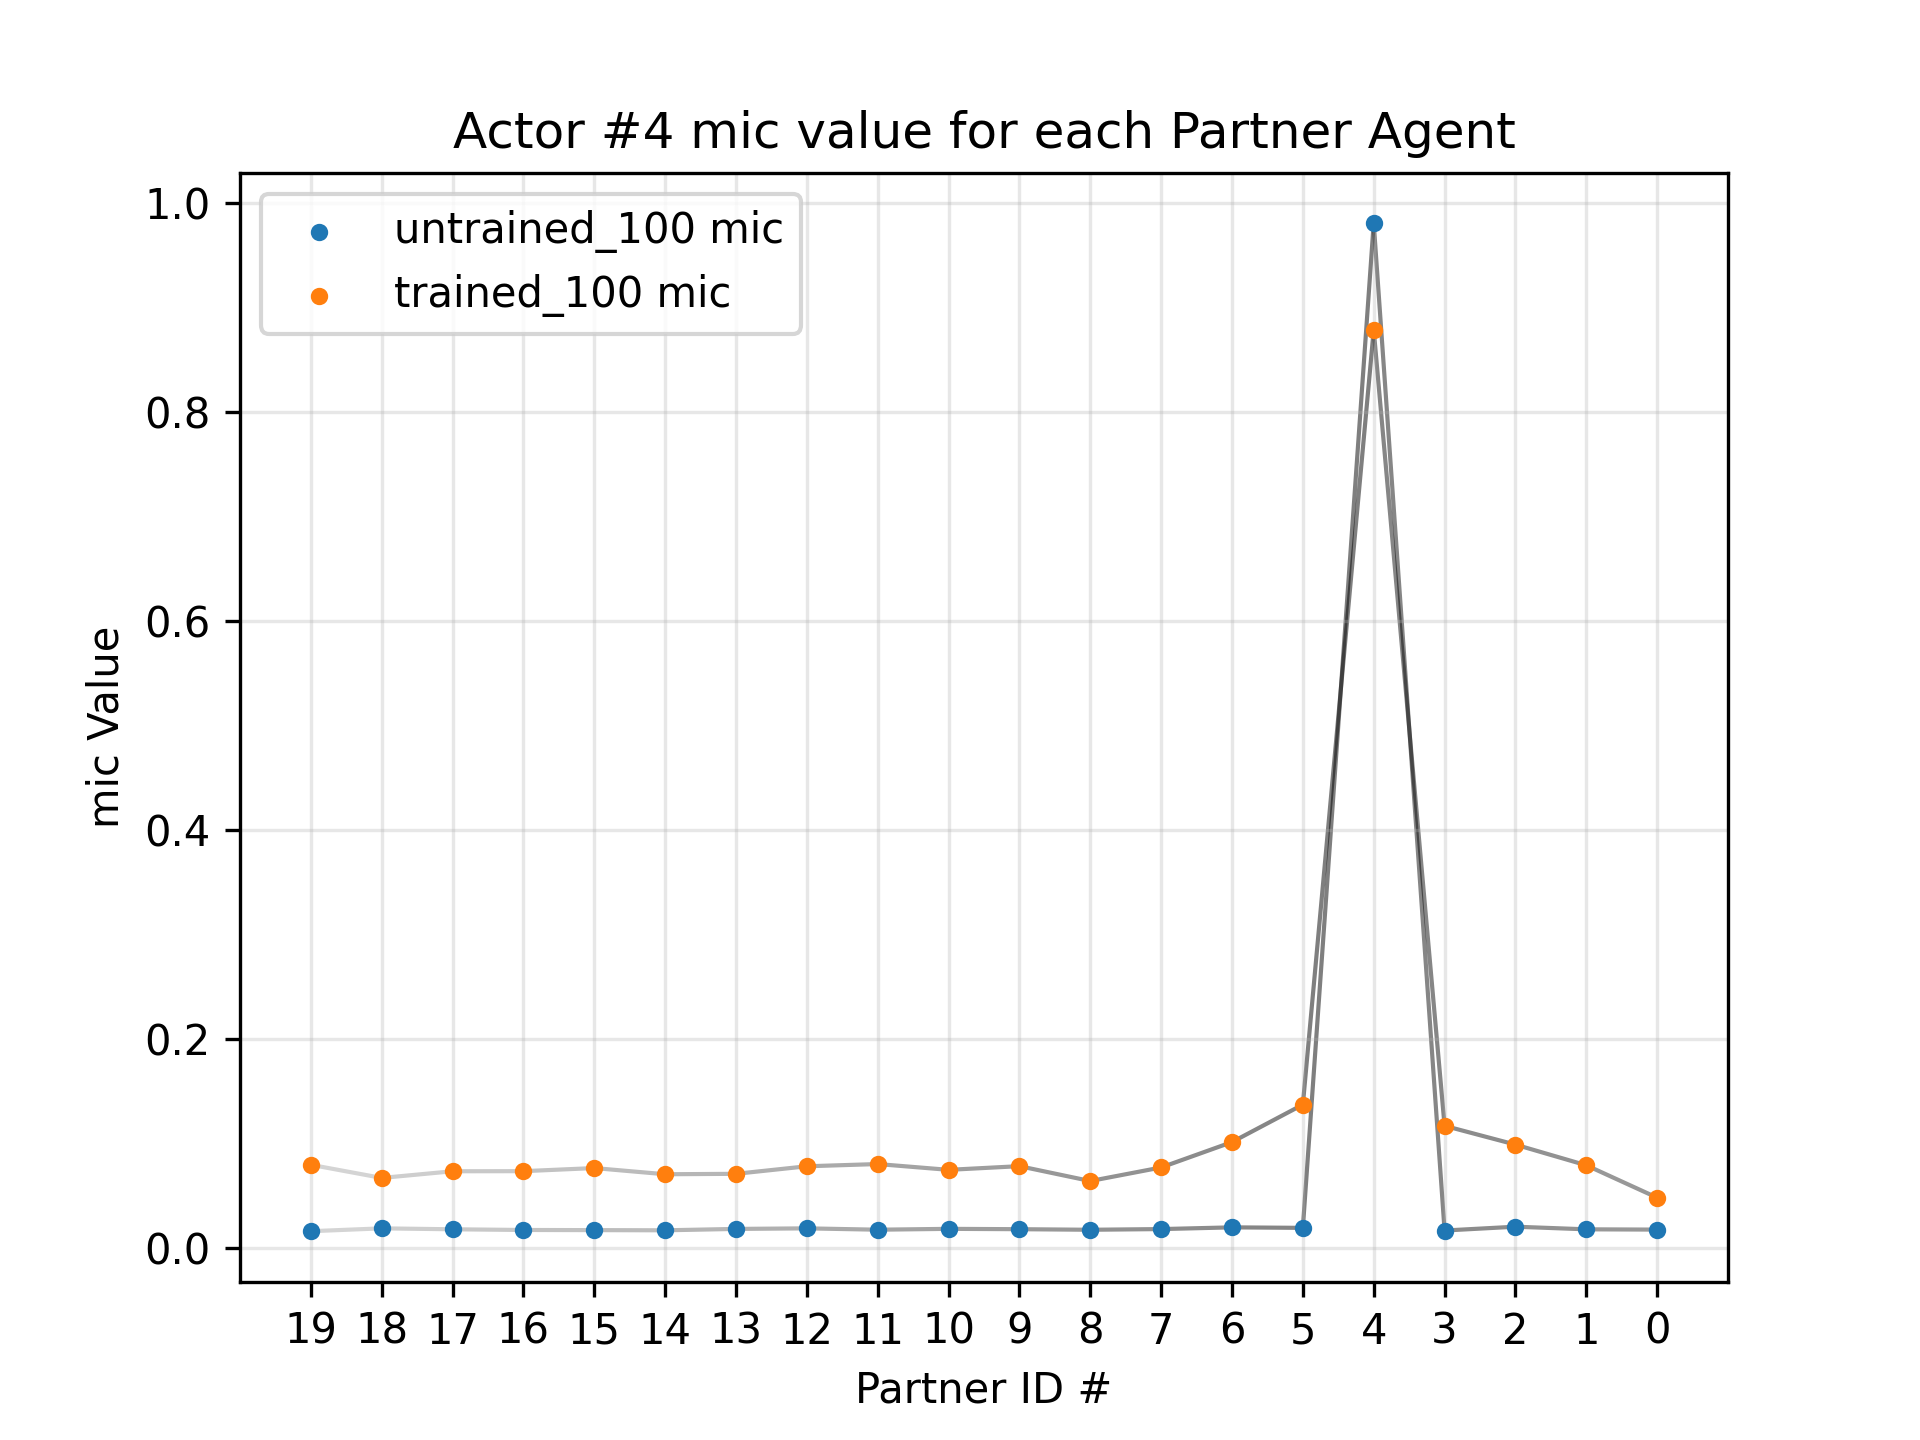 Actor #4 mic value for each Partner Agent
untrained_100 mic
trained_100 mic
1.0
0.8
0.6
0.4
0.2
0.0
mic Value
19 18 17 16 15 14 13 12 11 10 9 8 7 6 5 4 3 2 1 0
Partner ID #